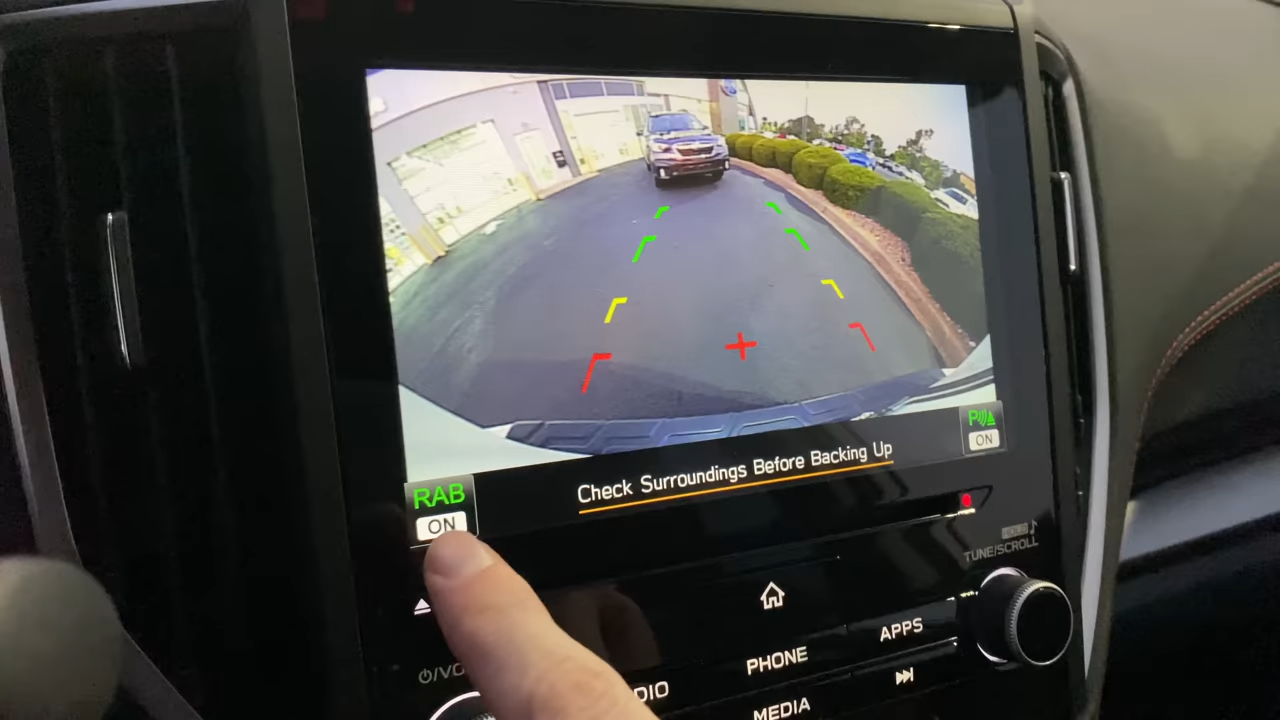 P
ON
Check Surroundings Before Backing Up
RAB
ON
TUNE/SCROLL
APPS
PHONE
MEDIA